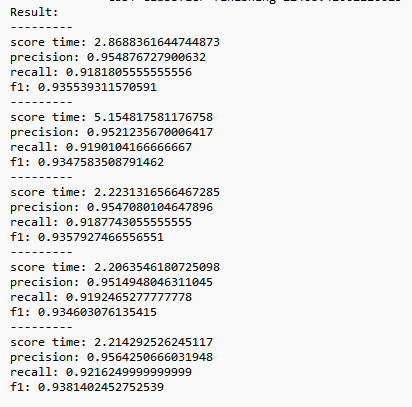 Result:
---------
score time: 2.8688361644744873
precision: 0.954876727900632
recall: 0.9181805555555556
f1: 0.935539311570591
---------
score time: 5.154817581176758
precision: 0.9521235670006417
recall: 0.9190104166666667
f1: 0.9347583508791462
---------
score time: 2.2231316566467285
precision: 0.9547080104647896
recall: 0.9187743055555555
f1: 0.9357927466556551
---------
score time: 2.2063546180725098
precision: 0.9514948046311045
recall: 0.9192465277777778
f1: 0.934603076135415
---------
score time: 2.214292526245117
precision: 0.9564250666031948
recall: 0.9216249999999999
f1: 0.9381402452752539